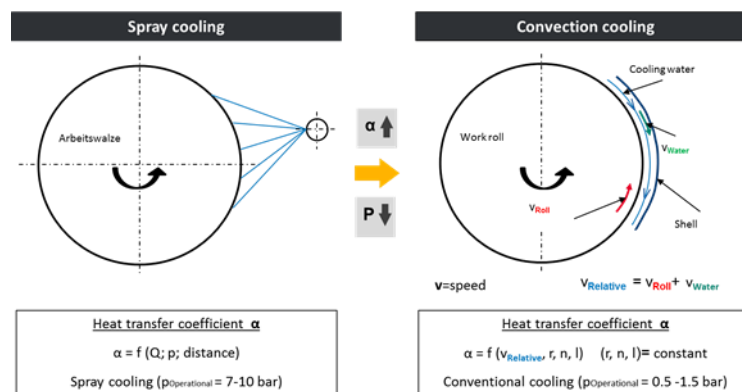 Spray cooling
Arbeitswalze
Heat transfer coefficient α
α = f (Q; p; distance)
Spray cooling (pOperational = 7-10 bar)
α
P
Convection cooling
Cooling water
Work roll
vWater
vRoll
Shell
v=speed
vRelative = vRoll+ vWater
Heat transfer coefficient α
α = f (vRelative, r, n, l) (r, n, l)= constant
Conventional cooling (pOperational = 0.5 -1.5 bar)